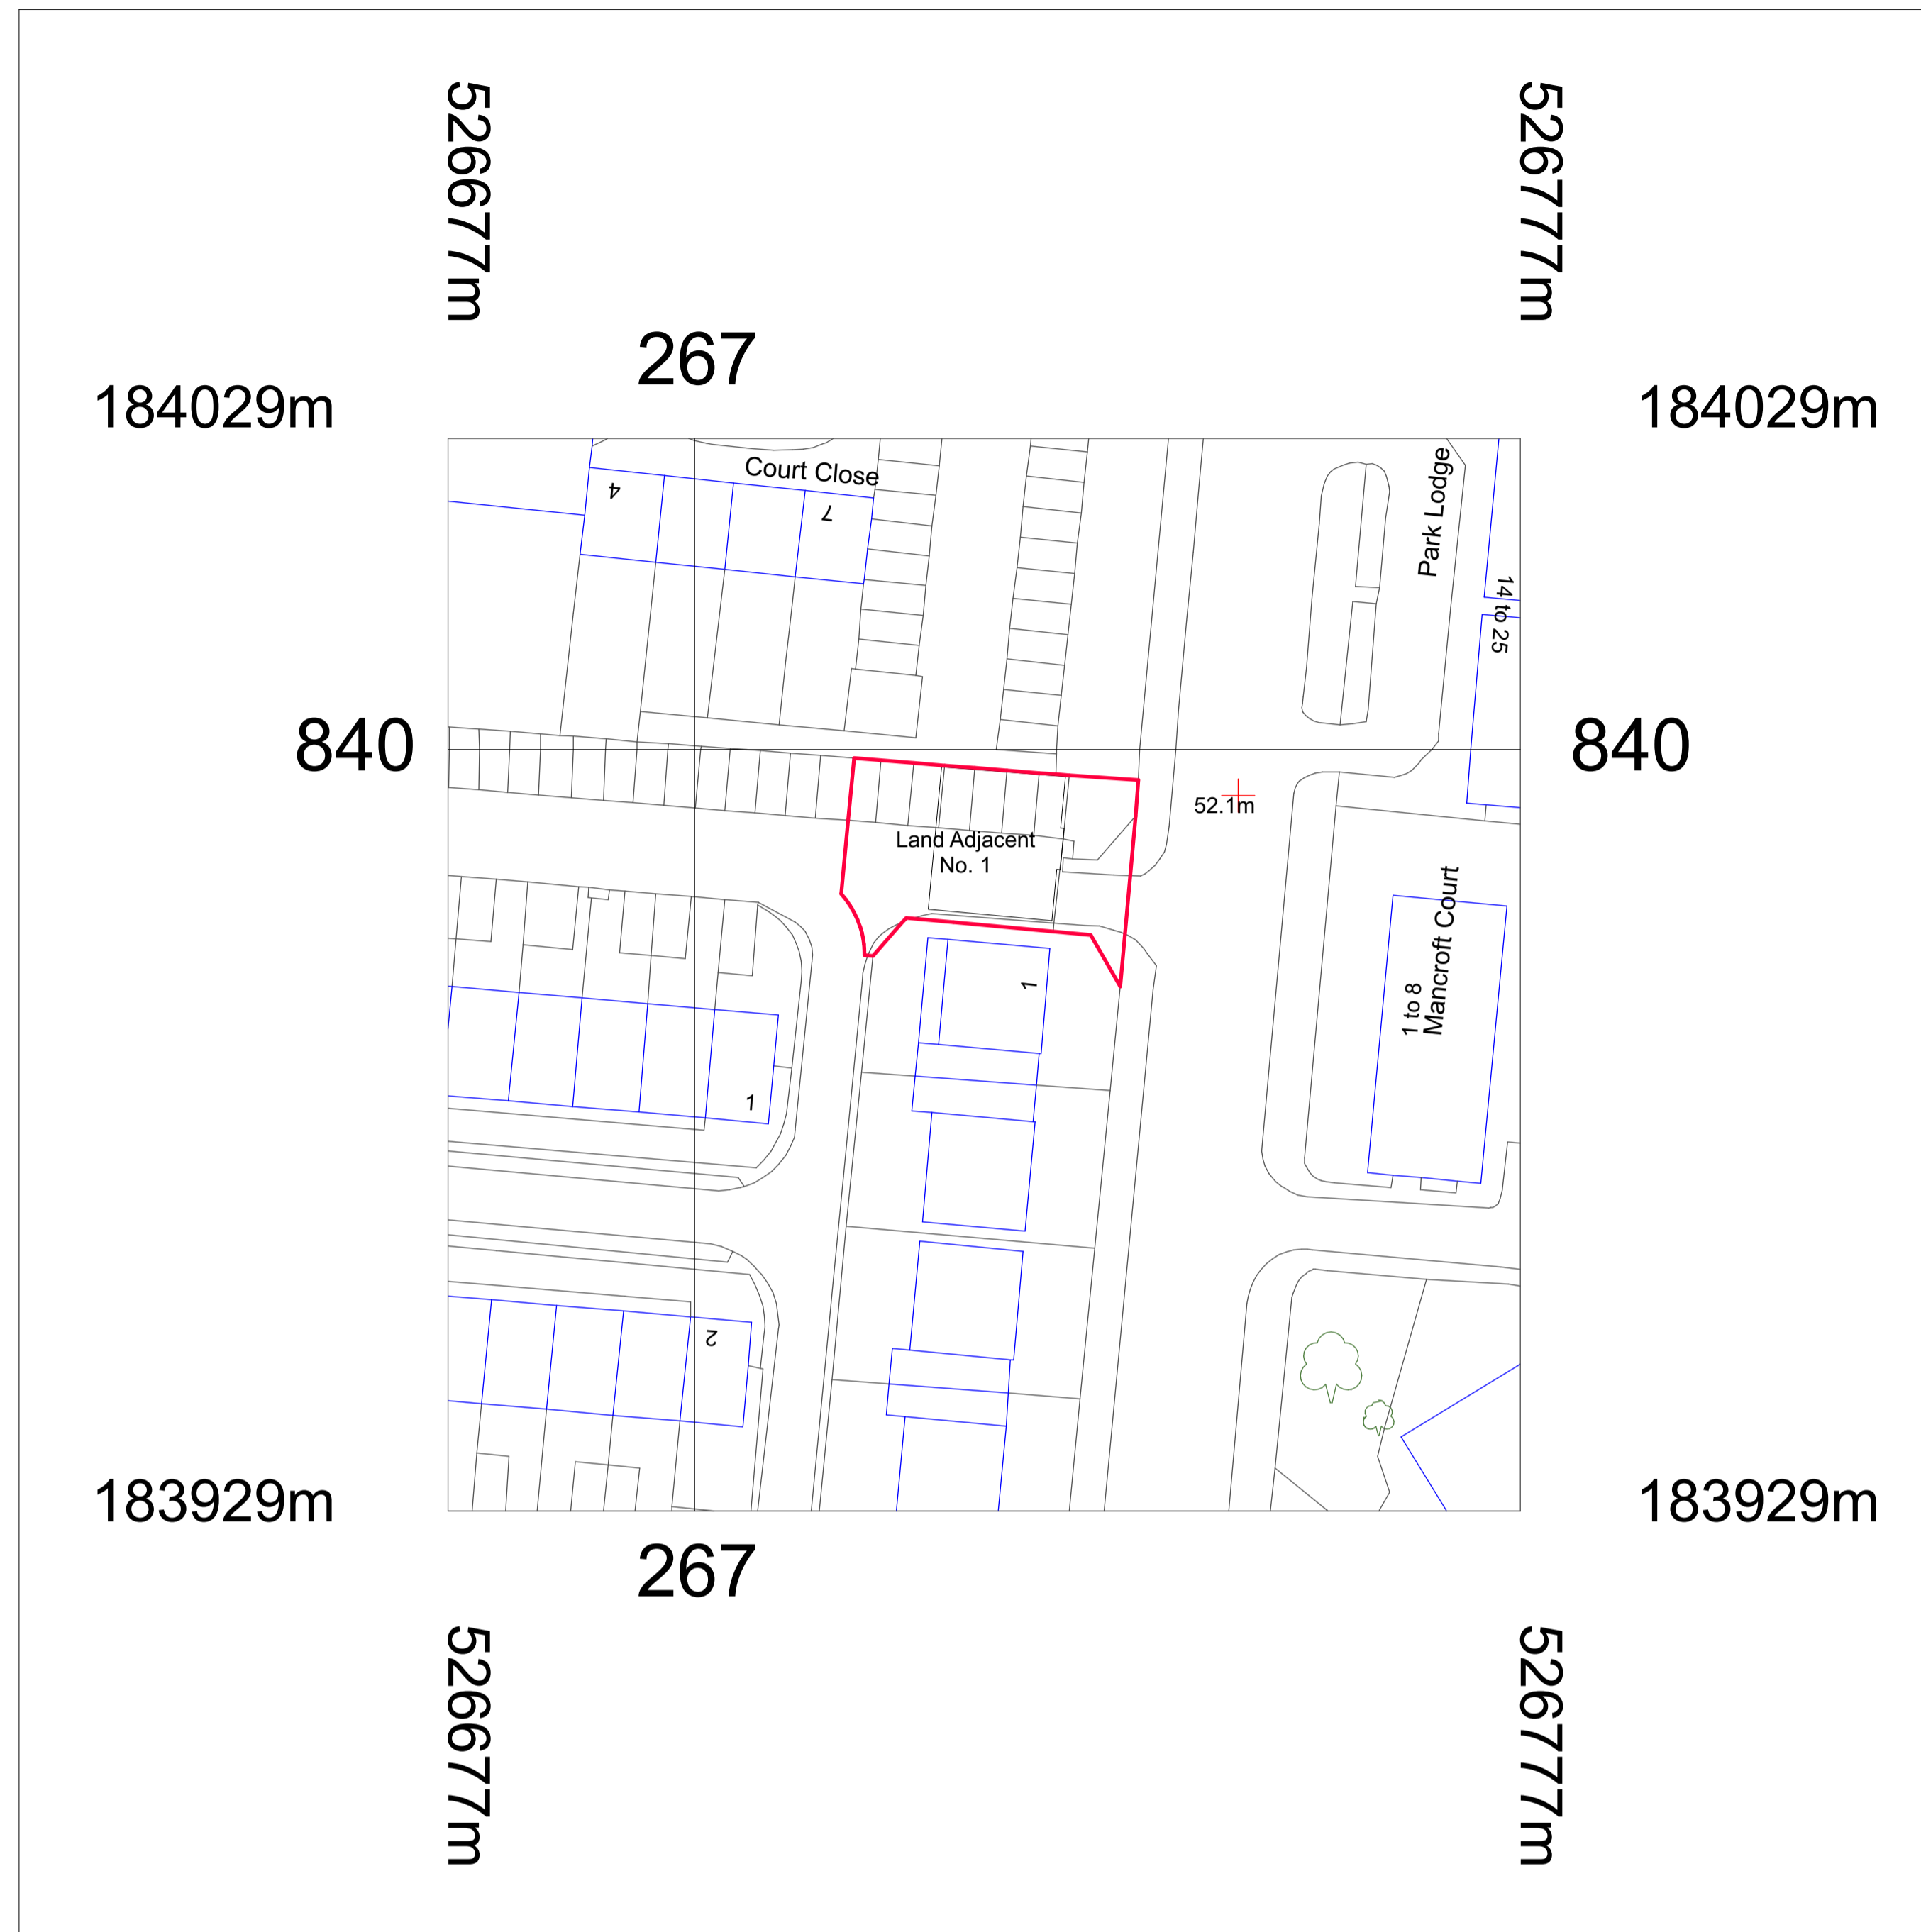 526677m
526777m
267
184029m
184029m
Court Close
4
7
Park Lodge
14 to 25
840
840
52.1m
Land Adjacent
No. 1
1
1 to 8
Mancroft Court
1
2
183929m
183929m
267
526677m
526777m